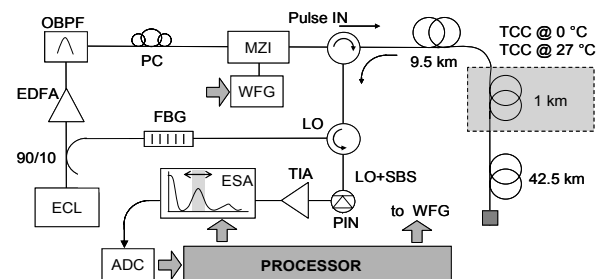 OBPF
Pulse IN
TCC @ 0 °C
TCC @ 27 °C
PC
MZI
9.5 km
EDFA
WFG
1 km
FBG
LO
90/10
ESA
TIA
LO+SBS
42.5 km
ECL
PIN
to WFG
ADC
PROCESSOR